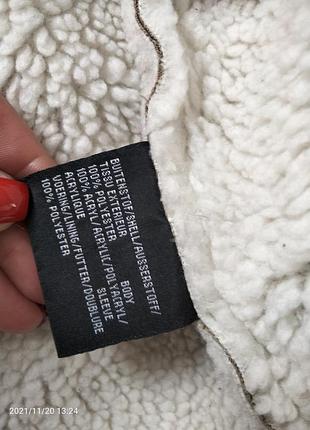 BUITENSTOF/SHELL/AUSSERSTOFF/
TISSU EXTERIEUR
BODY
100% POLYESTER
SLEEVE
100% ACRYL/ACRYLIC/POLYACRYL/
ACRYLIQUE
VOERING/LINING/FUTTER/DOUBLURE
100% POLYESTER
2021/11/20 13:24